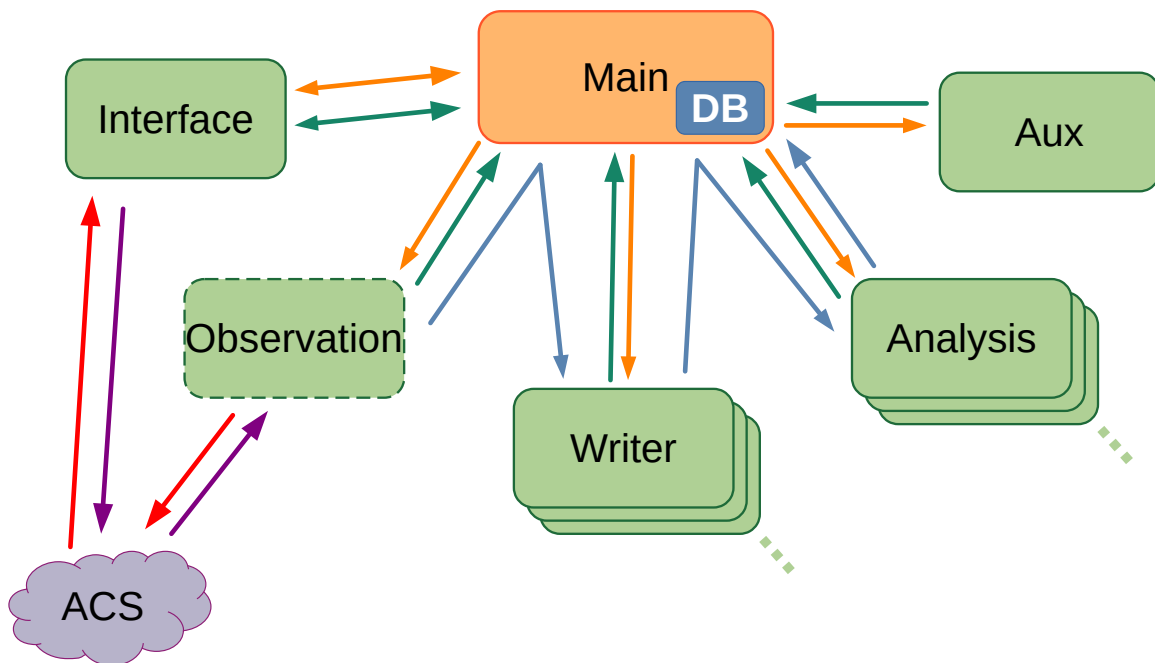 Main
DB
Interface
Aux
Observation
Analysis
Writer
ACS